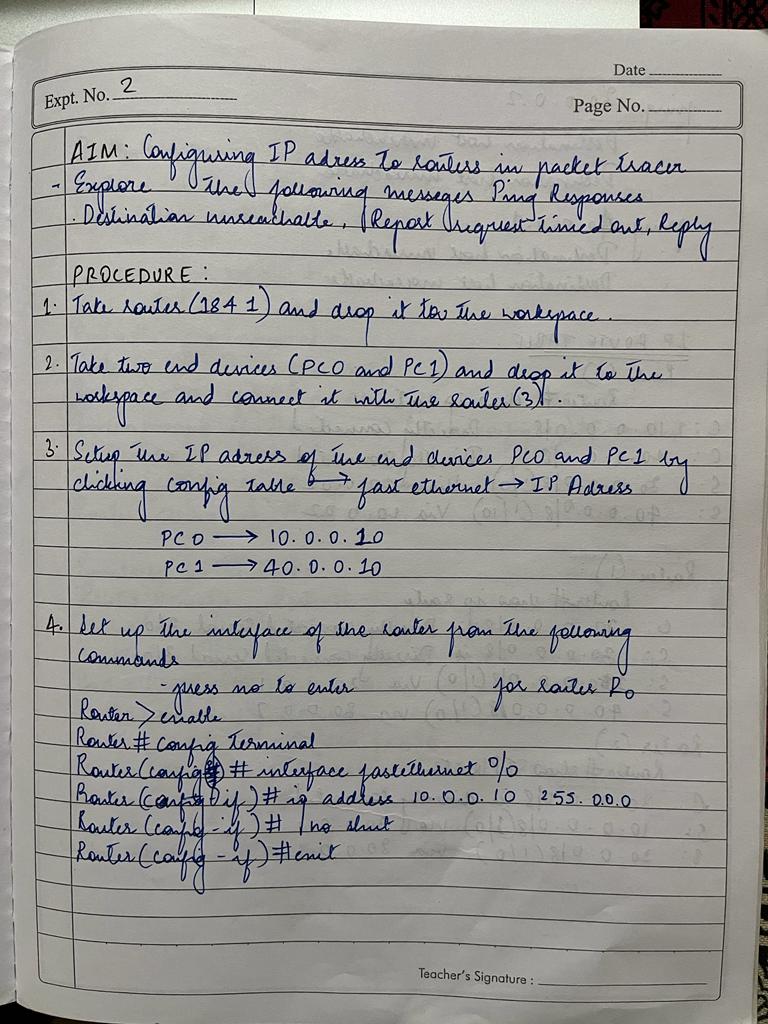 Date
Expt. No. 2
Page No.
AIM: Configuring IP adress to routers in packet tracer
- Explore the following messeges Ping Responses
. Destination unreachable, Report request timed out, Reply
PROCEDURE:
1. Take router (1841) and drop it to the workspace.
2. Take two end devices (PC0 and PC1) and drop it to the
workspace and connect it with the router (3).
3. Setup the IP adress of the end devices PC0 and PC1 by
clicking config table → fast ethernet → IP Adress
PC0 → 10.0.0.10
PC1 → 40.0.0.10
4. Set up the interface of the router from the following
commands
- press no to enter for router R0
Router>enable
Router# config Terminal
Router(config)# interface fastethernet 0/0
Router (config-if)# ip address 10.0.0.10 255.0.0.0
Router (config-if)# no shut
Router (config-if)#exit
Teacher's Signature :